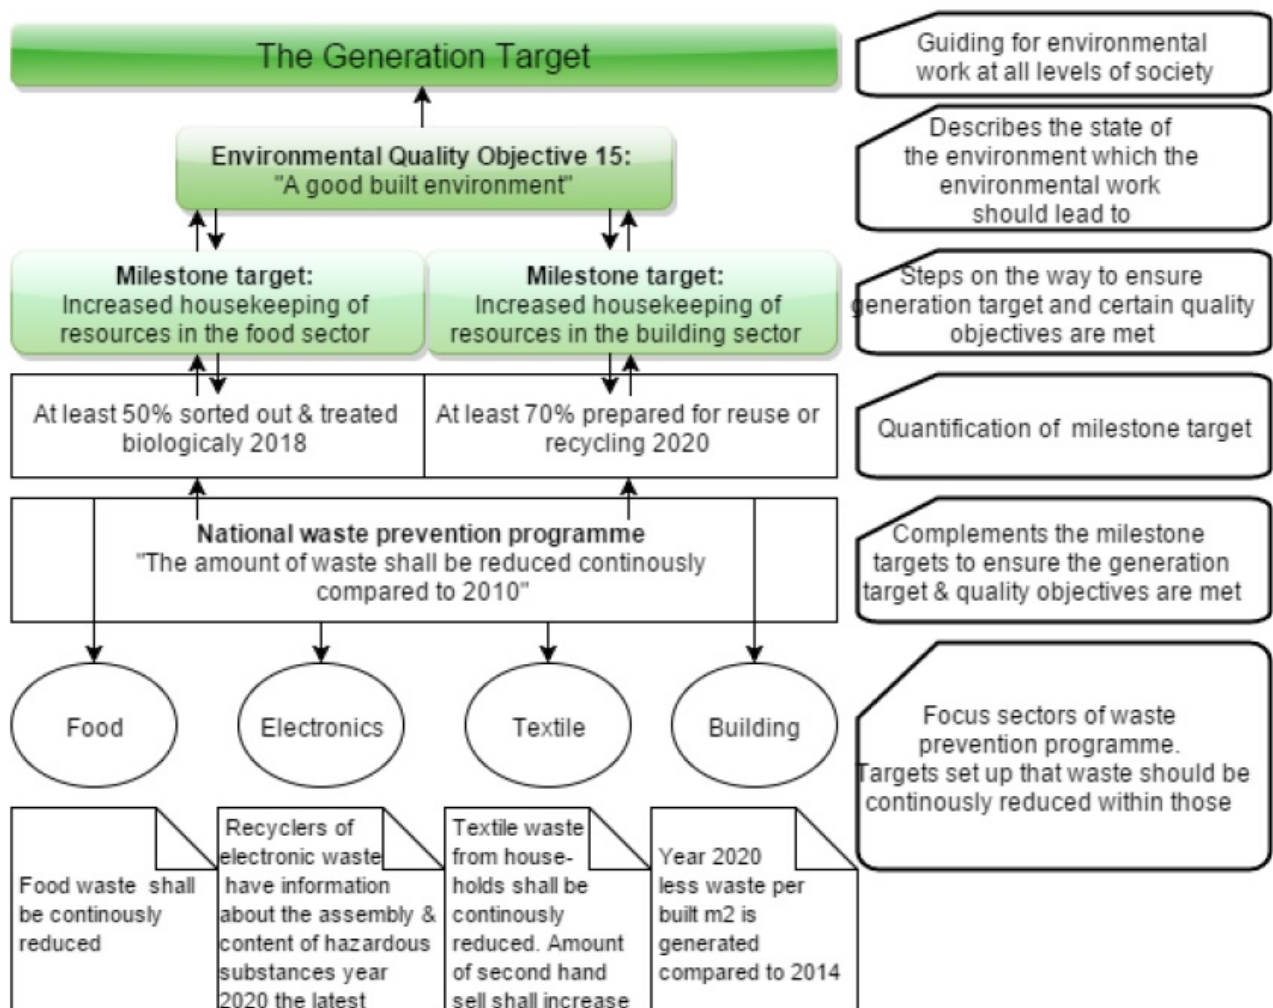 The Generation Target
Guiding for environmental
work at all levels of society
Environmental Quality Objective 15:
"A good built environment"
Describes the state of
the environment which the
environmental work
should lead to
Milestone target:
Increased housekeeping of
resources in the food sector
Milestone target:
Increased housekeeping of
resources in the building sector
Steps on the way to ensure
generation target and certain quality
objectives are met
At least 50% sorted out & treated
biologicaly 2018
At least 70% prepared for reuse or
recycling 2020
Quantification of milestone target
National waste prevention programme
"The amount of waste shall be reduced continously
compared to 2010"
Complements the milestone
targets to ensure the generation
target & quality objectives are met
Food
Electronics
Textile
Building
Focus sectors of waste
prevention programme.
Targets set up that waste should be
continously reduced within those
Food waste shall
be continously
reduced
Recyclers of
electronic waste
have information
about the assembly &
content of hazardous
substances year
2020 the latest
Textile waste
from house-
holds shall be
continously
reduced. Amount
of second hand
sell shall increase
Year 2020
less waste per
built m2 is
generated
compared to 2014